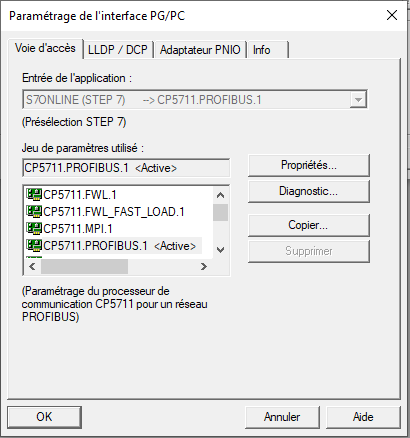 Paramétrage de l'interface PG/PC
Voie d'accès
LLDP / DCP
Adaptateur PNIO
Info
Entrée de l'application :
S7ONLINE (STEP 7) --> CP5711.PROFIBUS.1
(Présélection STEP 7)
Jeu de paramètres utilisé :
CP5711.PROFIBUS.1 <Active>
Propriétés...
Diagnostic...
CP5711.FWL.1
CP5711.FWL_FAST_LOAD.1
CP5711.MPI.1
CP5711.PROFIBUS.1 <Active>
Copier...
Supprimer
(Paramétrage du processeur de
communication CP5711 pour un réseau
PROFIBUS)
OK
Annuler
Aide